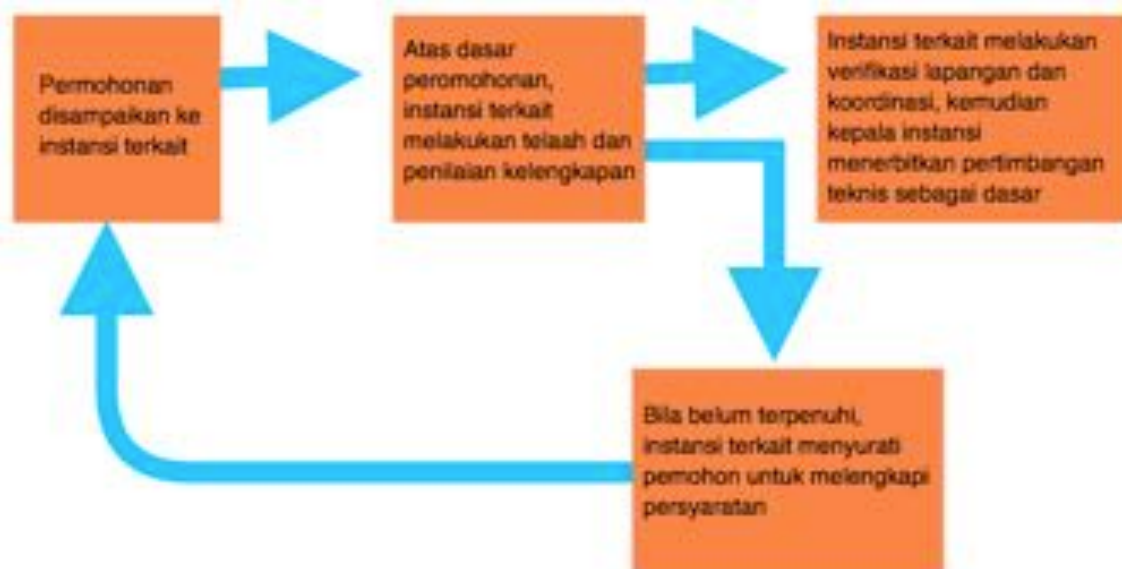 Permohonan
disampaikan ke
instansi terkait
Atas dasar
peromohonan,
instansi terkait
melakukan telaah dan
penilaian kelengkapan
Instansi terkait melakukan
verifikasi lapangan dan
koordinasi, kemudian
kepala instansi
menerbitkan pertimbangan
teknis sebagai dasar
Bila belum terpenuhi,
instansi terkait menyurati
pemohon untuk melengkapi
persyaratan